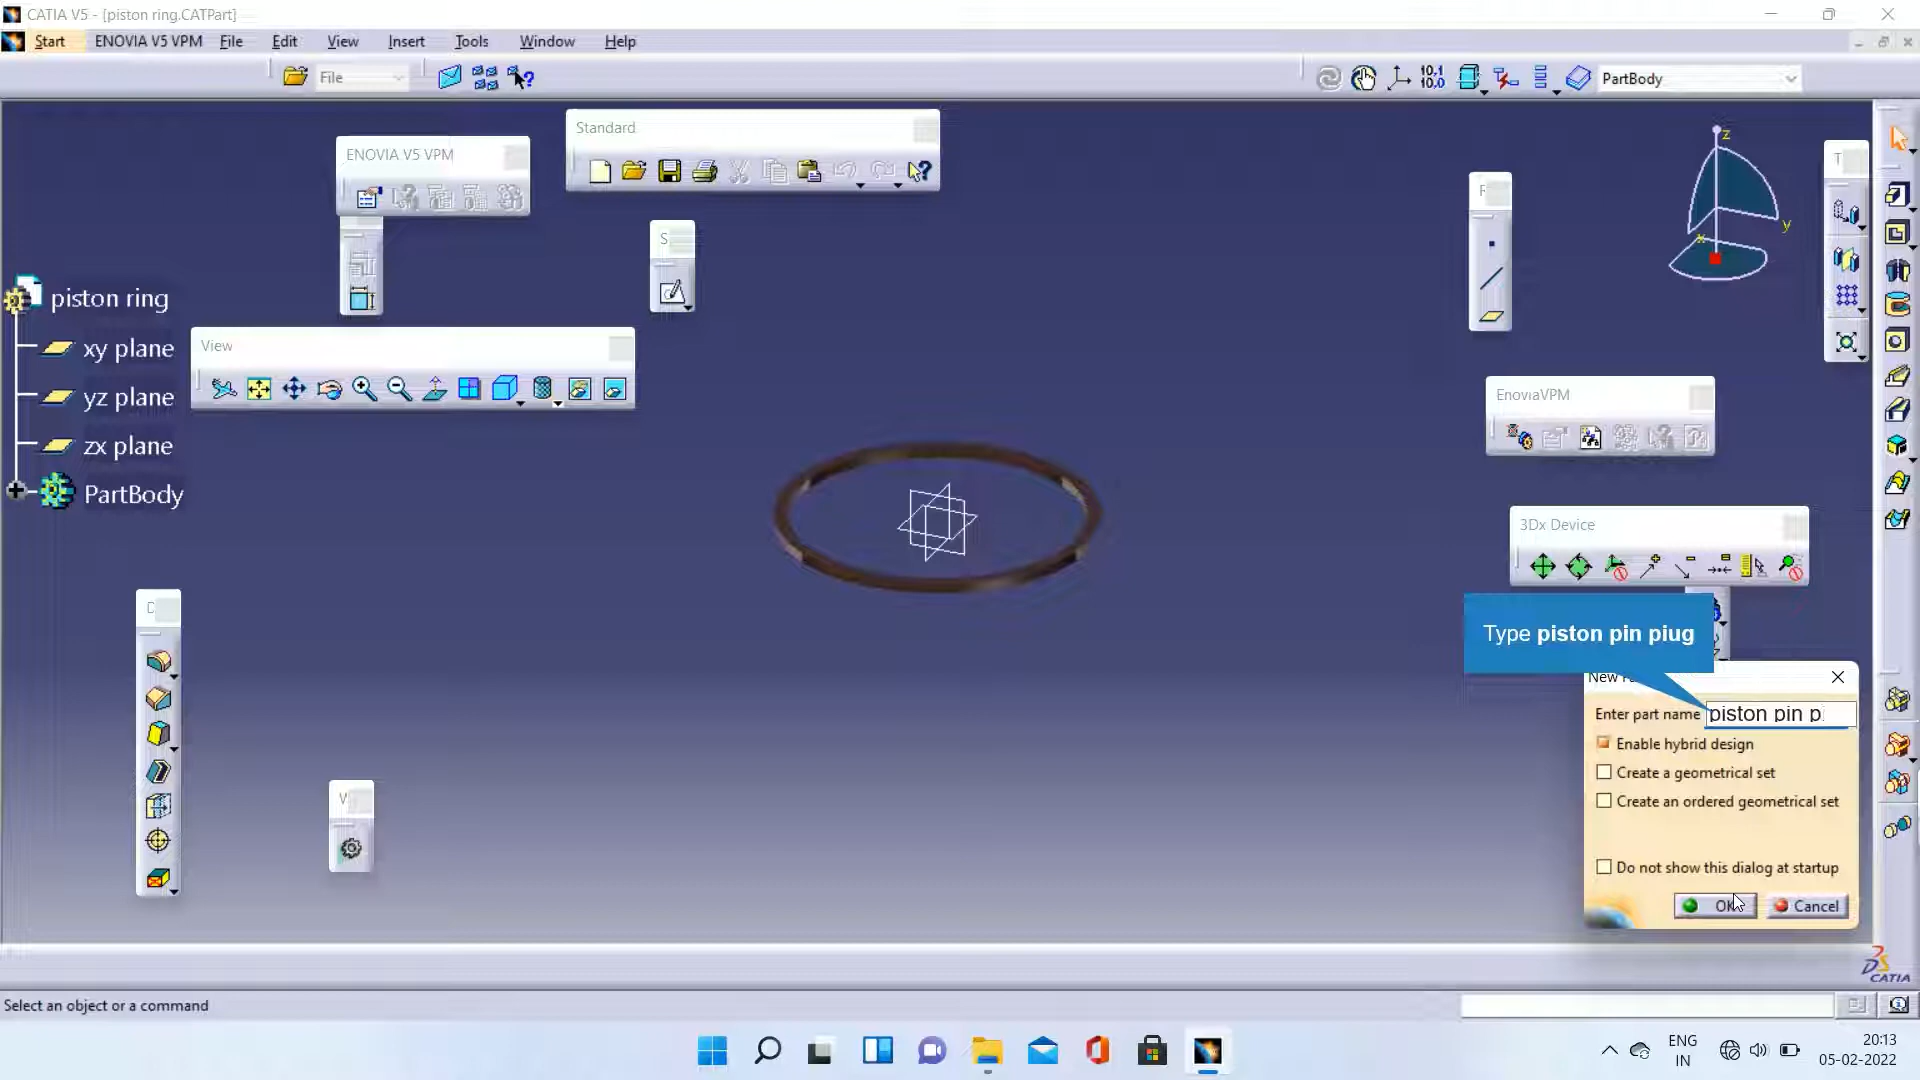 CATIA V5 - [piston ring.CATPart]
Start ENOVIA V5 VPM File Edit View Insert Tools Window Help
File
10,1
10,0
PartBody
Standard
ENOVIA V5 VPM
S
F
T
z
y
x
piston ring
xy plane
yz plane
zx plane
PartBody
View
EnoviaVPM
3Dx Device
Type piston pin piug
New
Enter part name piston pin p
Enable hybrid design
Create a geometrical set
Create an ordered geometrical set
Do not show this dialog at startup
OK Cancel
CATIA
Select an object or a command
ENG
IN
20:13
05-02-2022